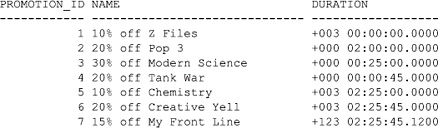 PROMOTION_ID NAME DURATION
------------ ------------------------------ --------------------
1 10% off Z Files +003 00:00:00.0000
2 20% off Pop 3 +000 02:00:00.0000
3 30% off Modern Science +000 00:25:00.0000
4 20% off Tank War +000 00:00:45.0000
5 10% off Chemistry +003 02:25:00.0000
6 20% off Creative Yell +003 02:25:45.0000
7 15% off My Front Line +123 02:25:45.1200